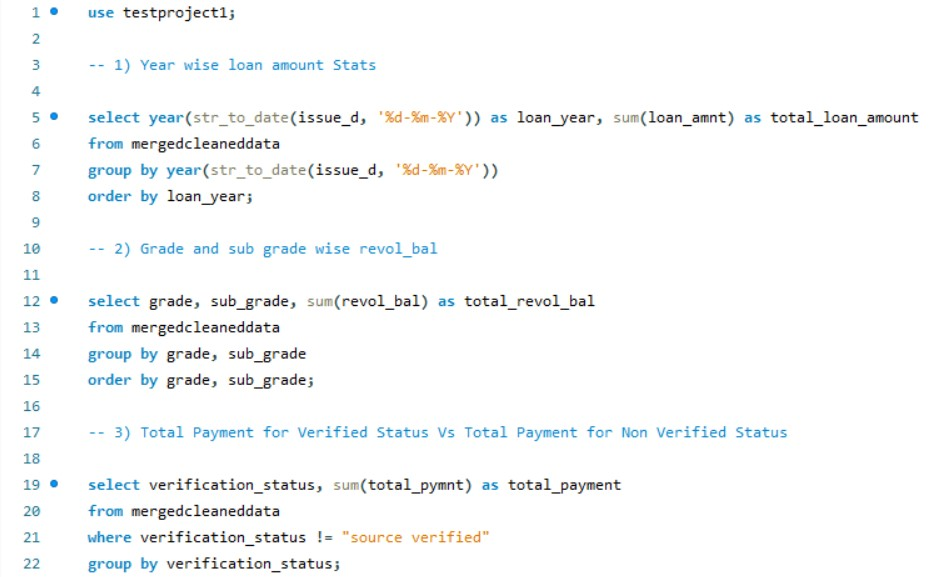 1 use testproject1;
2
3 -- 1) Year wise loan amount Stats
4
5 select year(str_to_date(issue_d, '%d-%m-%Y')) as loan_year, sum(loan_amnt) as total_loan_amount
6 from mergedcleaneddata
7 group by year(str_to_date(issue_d, '%d-%m-%Y'))
8 order by loan_year;
9
10 -- 2) Grade and sub grade wise revol_bal
11
12 select grade, sub_grade, sum(revol_bal) as total_revol_bal
13 from mergedcleaneddata
14 group by grade, sub_grade
15 order by grade, sub_grade;
16
17 -- 3) Total Payment for Verified Status Vs Total Payment for Non Verified Status
18
19 select verification_status, sum(total_pymnt) as total_payment
20 from mergedcleaneddata
21 where verification_status != "source verified"
22 group by verification_status;